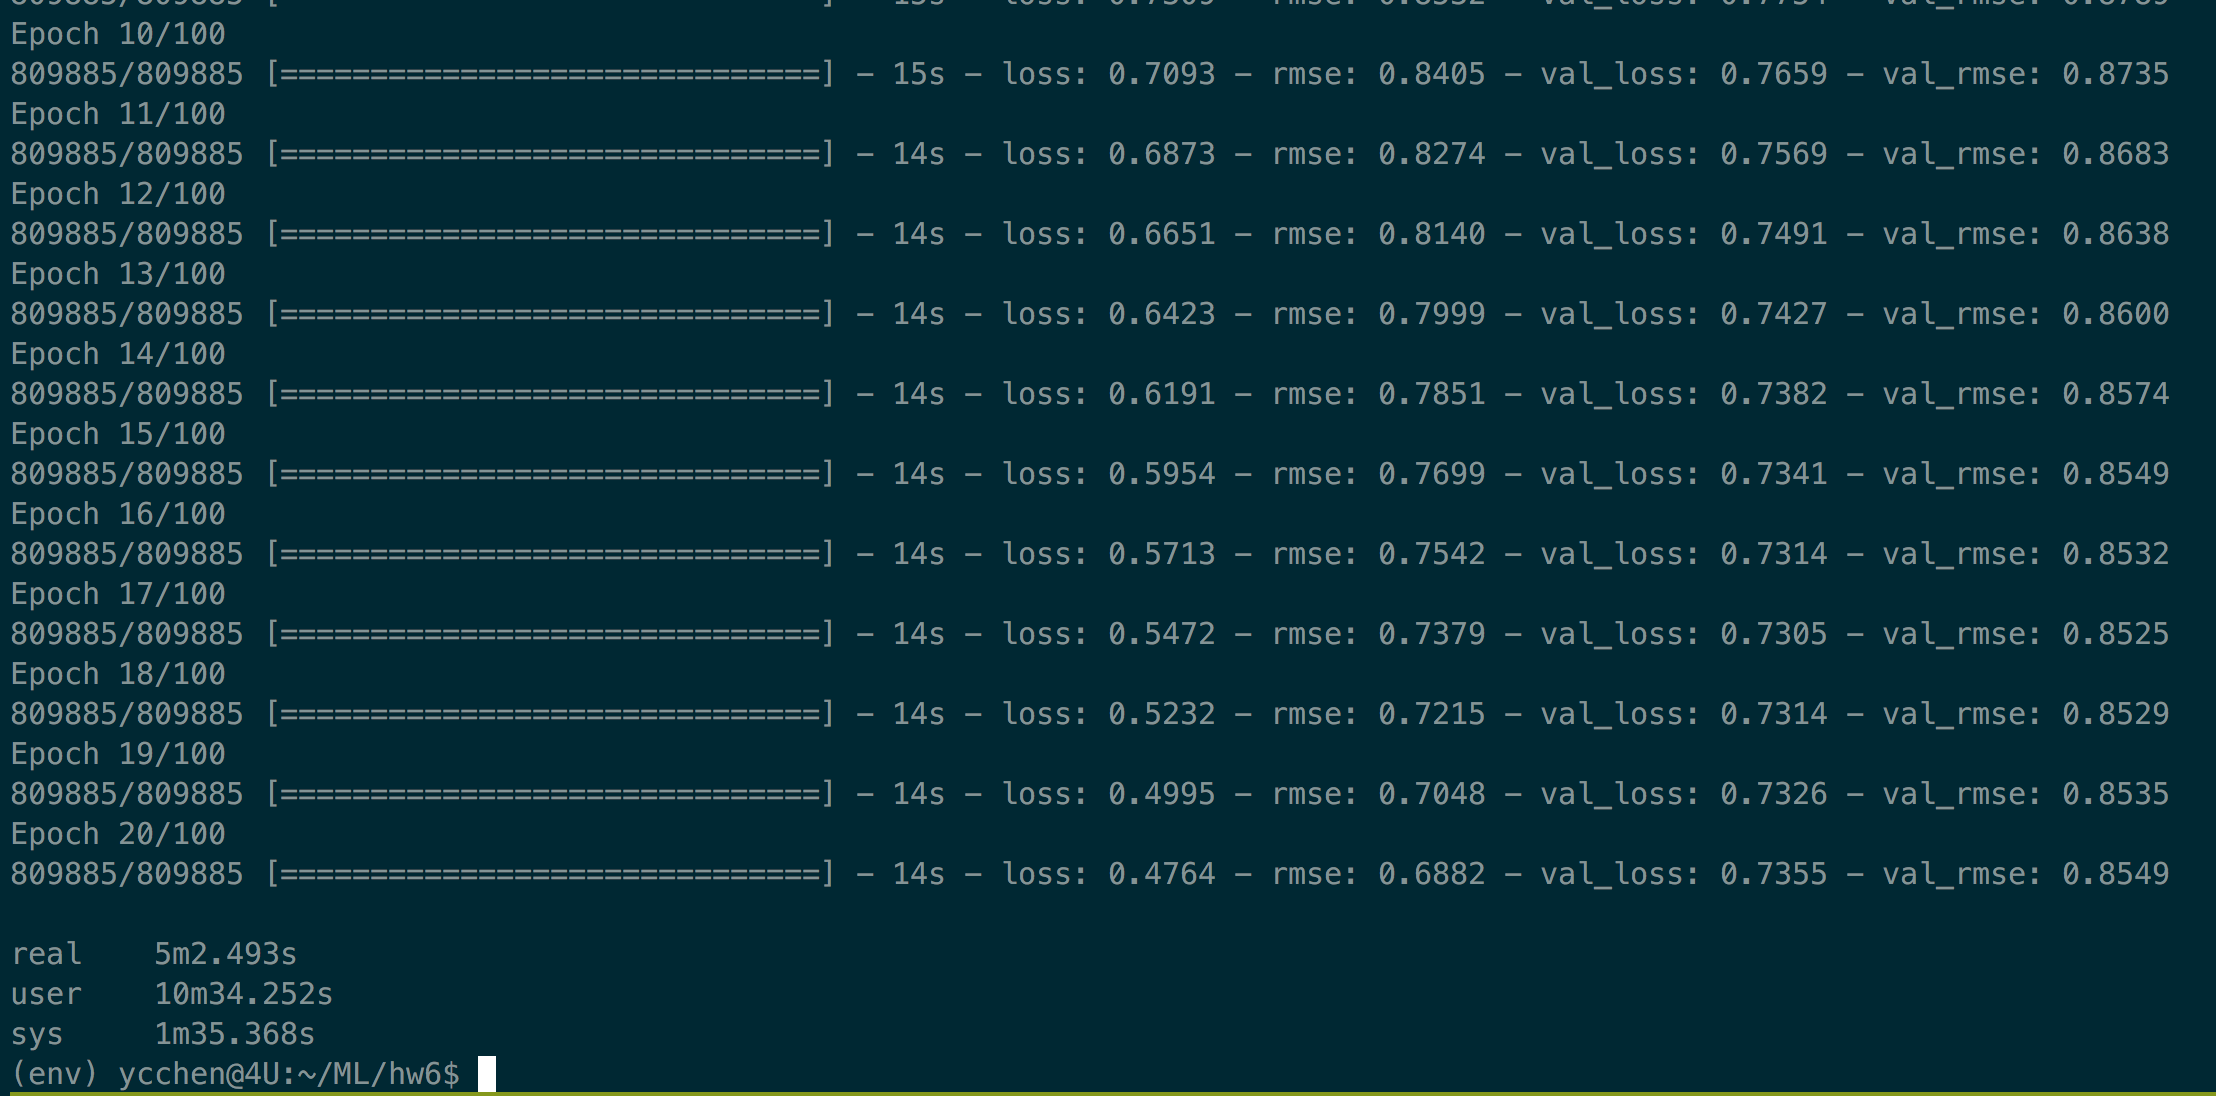 Epoch 10/100
809885/809885 [==============================] - 15s - loss: 0.7093 - rmse: 0.8405 - val_loss: 0.7659 - val_rmse: 0.8735
Epoch 11/100
809885/809885 [==============================] - 14s - loss: 0.6873 - rmse: 0.8274 - val_loss: 0.7569 - val_rmse: 0.8683
Epoch 12/100
809885/809885 [==============================] - 14s - loss: 0.6651 - rmse: 0.8140 - val_loss: 0.7491 - val_rmse: 0.8638
Epoch 13/100
809885/809885 [==============================] - 14s - loss: 0.6423 - rmse: 0.7999 - val_loss: 0.7427 - val_rmse: 0.8600
Epoch 14/100
809885/809885 [==============================] - 14s - loss: 0.6191 - rmse: 0.7851 - val_loss: 0.7382 - val_rmse: 0.8574
Epoch 15/100
809885/809885 [==============================] - 14s - loss: 0.5954 - rmse: 0.7699 - val_loss: 0.7341 - val_rmse: 0.8549
Epoch 16/100
809885/809885 [==============================] - 14s - loss: 0.5713 - rmse: 0.7542 - val_loss: 0.7314 - val_rmse: 0.8532
Epoch 17/100
809885/809885 [==============================] - 14s - loss: 0.5472 - rmse: 0.7379 - val_loss: 0.7305 - val_rmse: 0.8525
Epoch 18/100
809885/809885 [==============================] - 14s - loss: 0.5232 - rmse: 0.7215 - val_loss: 0.7314 - val_rmse: 0.8529
Epoch 19/100
809885/809885 [==============================] - 14s - loss: 0.4995 - rmse: 0.7048 - val_loss: 0.7326 - val_rmse: 0.8535
Epoch 20/100
809885/809885 [==============================] - 14s - loss: 0.4764 - rmse: 0.6882 - val_loss: 0.7355 - val_rmse: 0.8549
real    5m2.493s
user    10m34.252s
sys     1m35.368s
(env) ycchen@4U:~/ML/hw6$